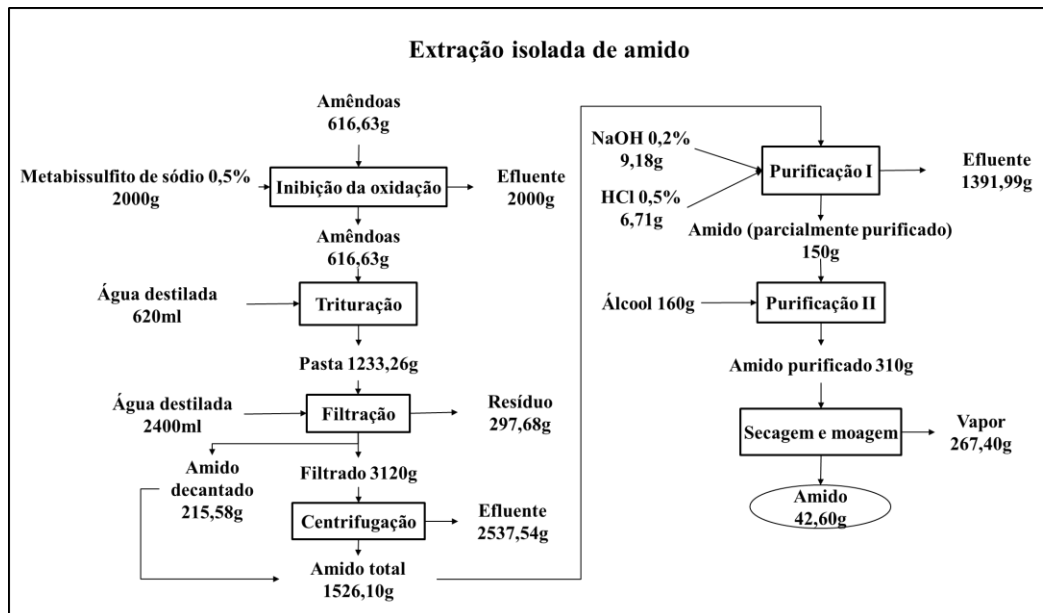 Extração isolada de amido
Amêndoas
616,63g
Metabissulfito de sódio 0,5%
2000g
Inibição da oxidação
Efluente
2000g
Amêndoas
616,63g
Água destilada
620ml
Trituração
Pasta 1233,26g
Água destilada
2400ml
Filtração
Resíduo
297,68g
Amido
decantado
215,58g
Filtrado 3120g
Centrifugação
Efluente
2537,54g
Amido total
1526,10g
NaOH 0,2%
9,18g
HCl 0,5%
6,71g
Purificação I
Efluente
1391,99g
Amido (parcialmente purificado)
150g
Álcool 160g
Purificação II
Amido purificado 310g
Secagem e moagem
Vapor
267,40g
Amido
42,60g